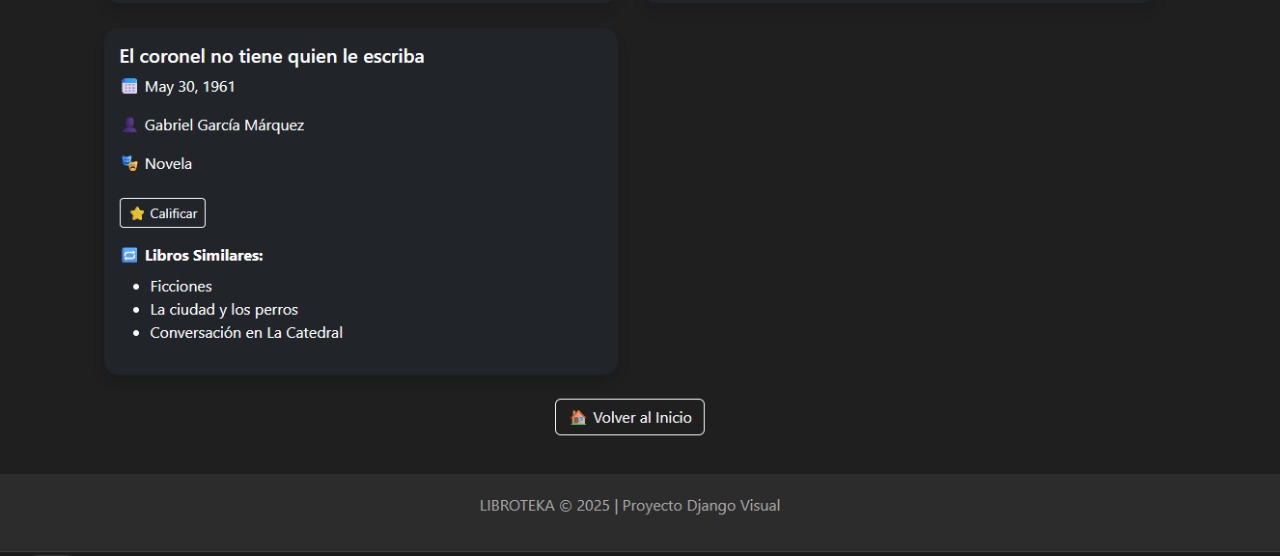 El coronel no tiene quien le escriba
May 30, 1961
Gabriel García Márquez
Novela
Calificar
Libros Similares:
Ficciones
La ciudad y los perros
Conversación en La Catedral
Volver al Inicio
LIBROTEKA © 2025 | Proyecto Django Visual